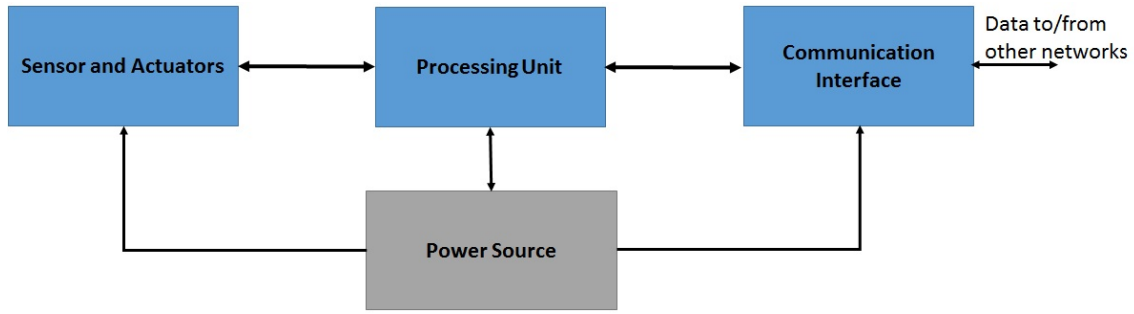 Sensor and Actuators
Processing Unit
Communication
Interface
Data to/from
other networks
Power Source